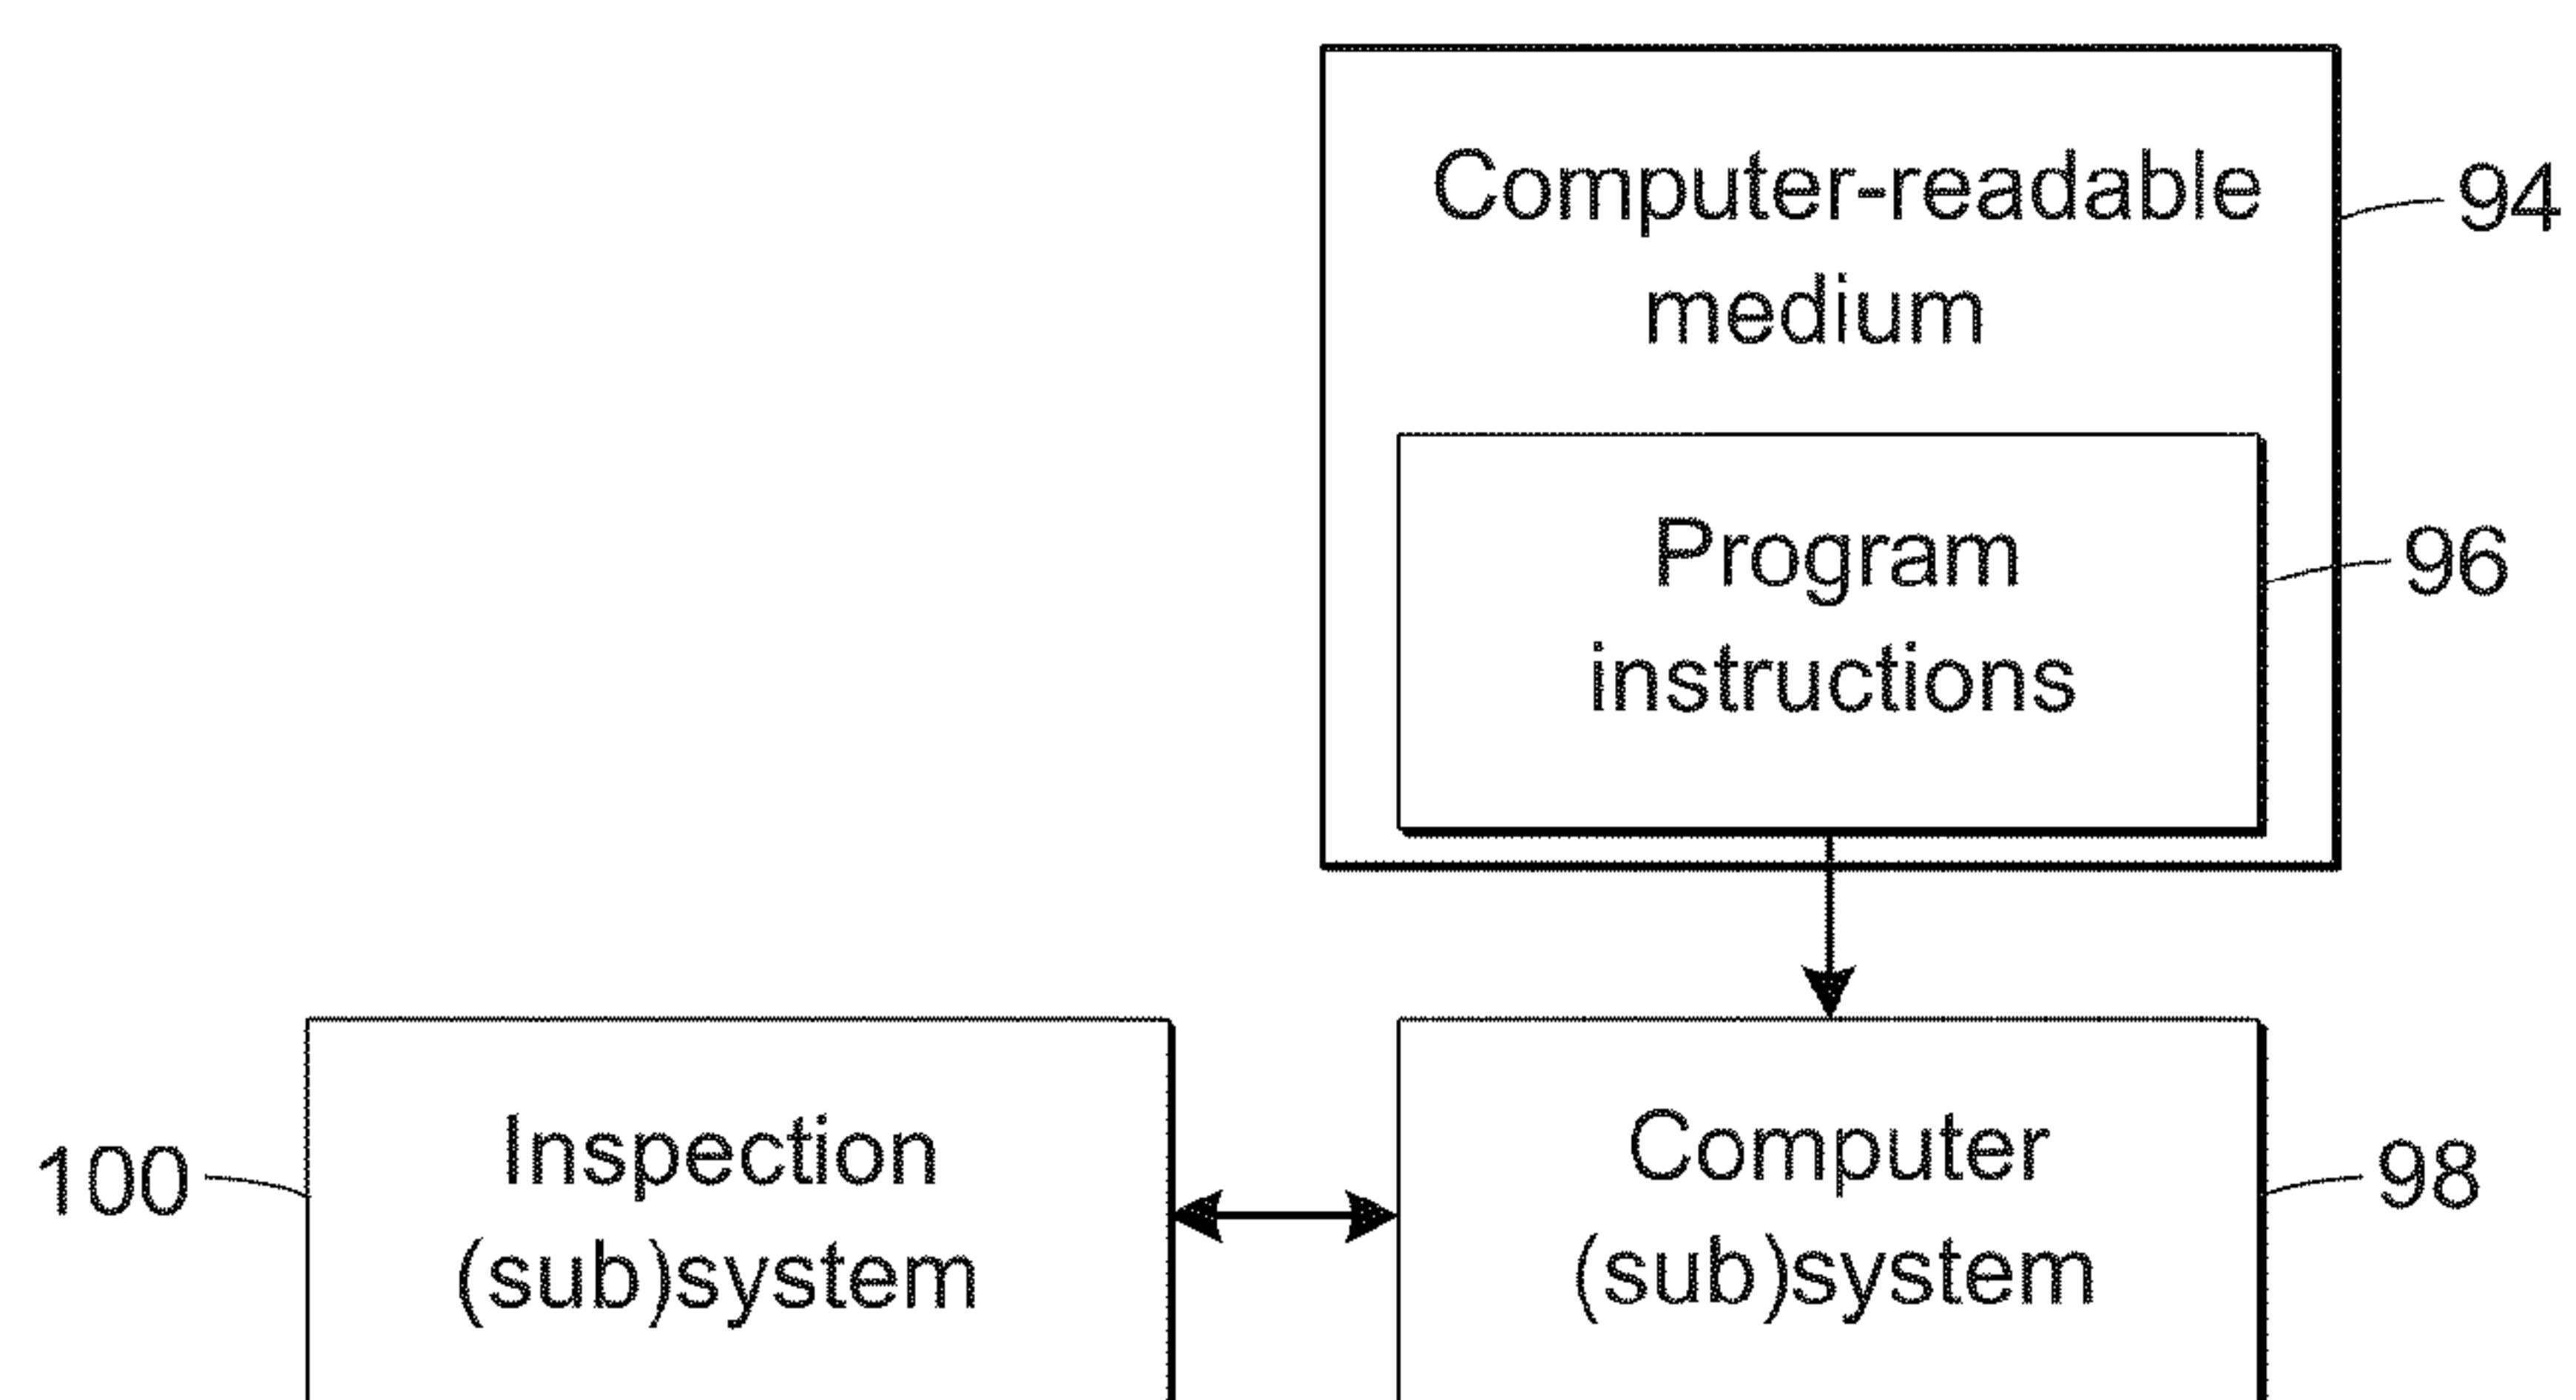 Computer-readable
medium
94
Program
instructions
96
Inspection
(sub)system
100
Computer
(sub)system
98